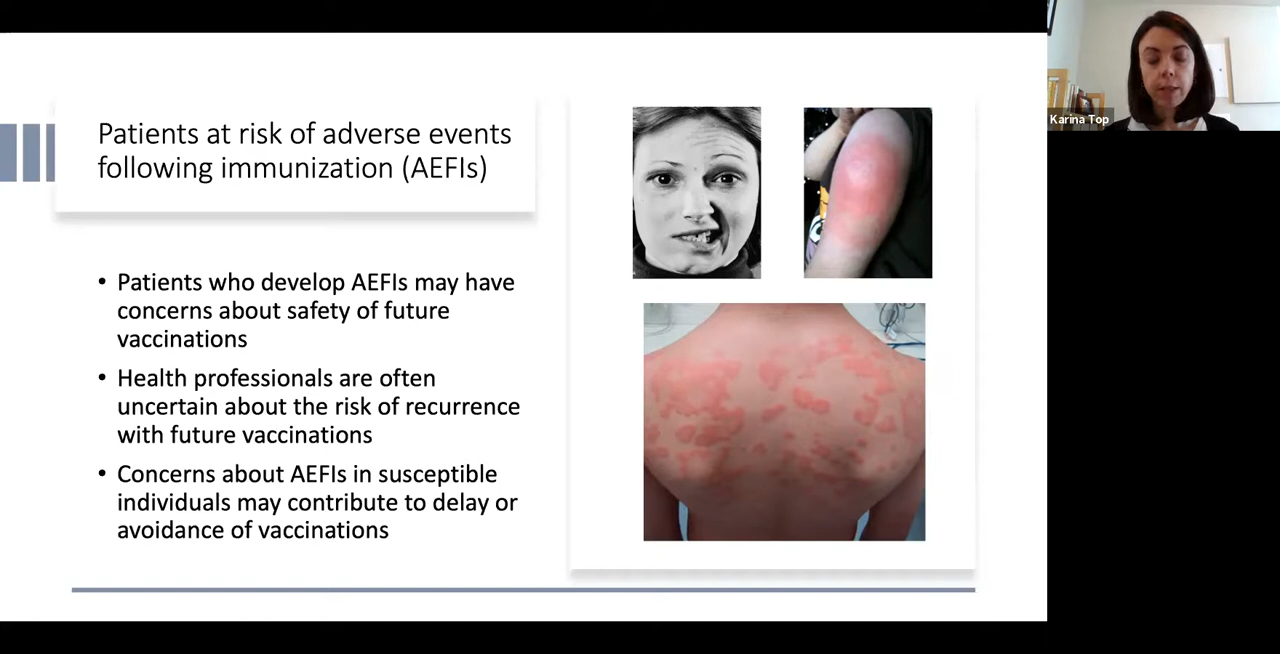 Patients at risk of adverse events
following immunization (AEFIs)
• Patients who develop AEFIs may have
concerns about safety of future
vaccinations
• Health professionals are often
uncertain about the risk of recurrence
with future vaccinations
• Concerns about AEFIs in susceptible
individuals may contribute to delay or
avoidance of vaccinations
Karina Top